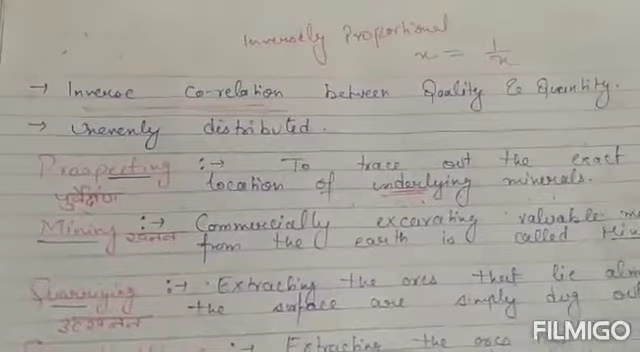 Inversely Proportional
x = 1/x
→ Inverse co-relation between Quality & Quantity.
→ Unevenly distributed.
Prospecting :→ To trace out the exact
location of underlying minerals.
पूर्वेक्षण
Mining :→ Commercially excavating valuable
खनन from the earth is called
Quarrying :→ Extracting the ores that lie
the surface are simply dug out
उत्खनन
:→ Extracting the ores
FILMIGO